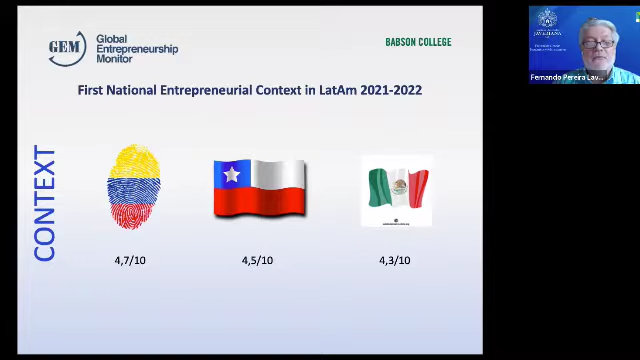 GEM
Global
Entrepreneurship
Monitor
BABSON COLLEGE
First National Entrepreneurial Context in LatAm 2021-2022
CONTEXT
4,7/10
4,5/10
4,3/10
JAVERIANA
Fernando Pereira Lav...